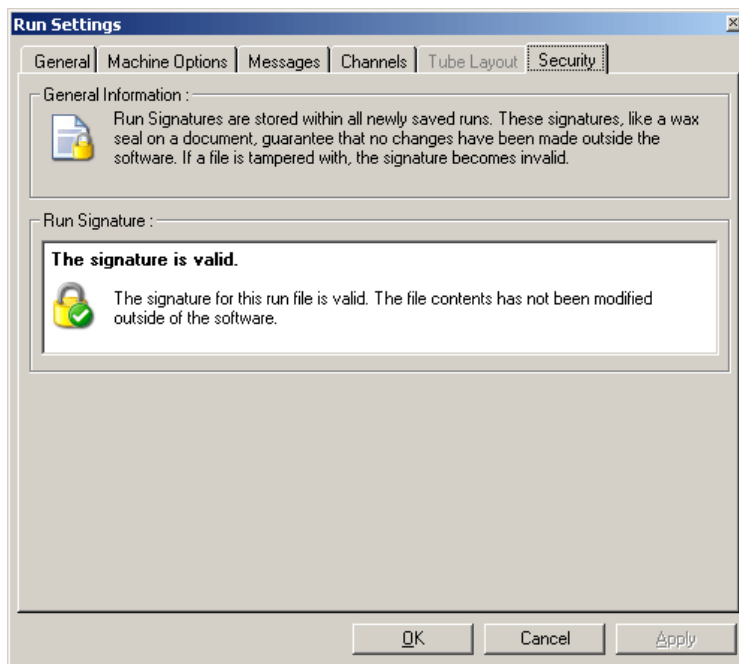 Run Settings
General Machine Options Messages Channels Tube Layout Security
General Information :
Run Signatures are stored within all newly saved runs. These signatures, like a wax
seal on a document, guarantee that no changes have been made outside the
software. If a file is tampered with, the signature becomes invalid.
Run Signature :
The signature is valid.
The signature for this run file is valid. The file contents has not been modified
outside of the software.
OK Cancel Apply